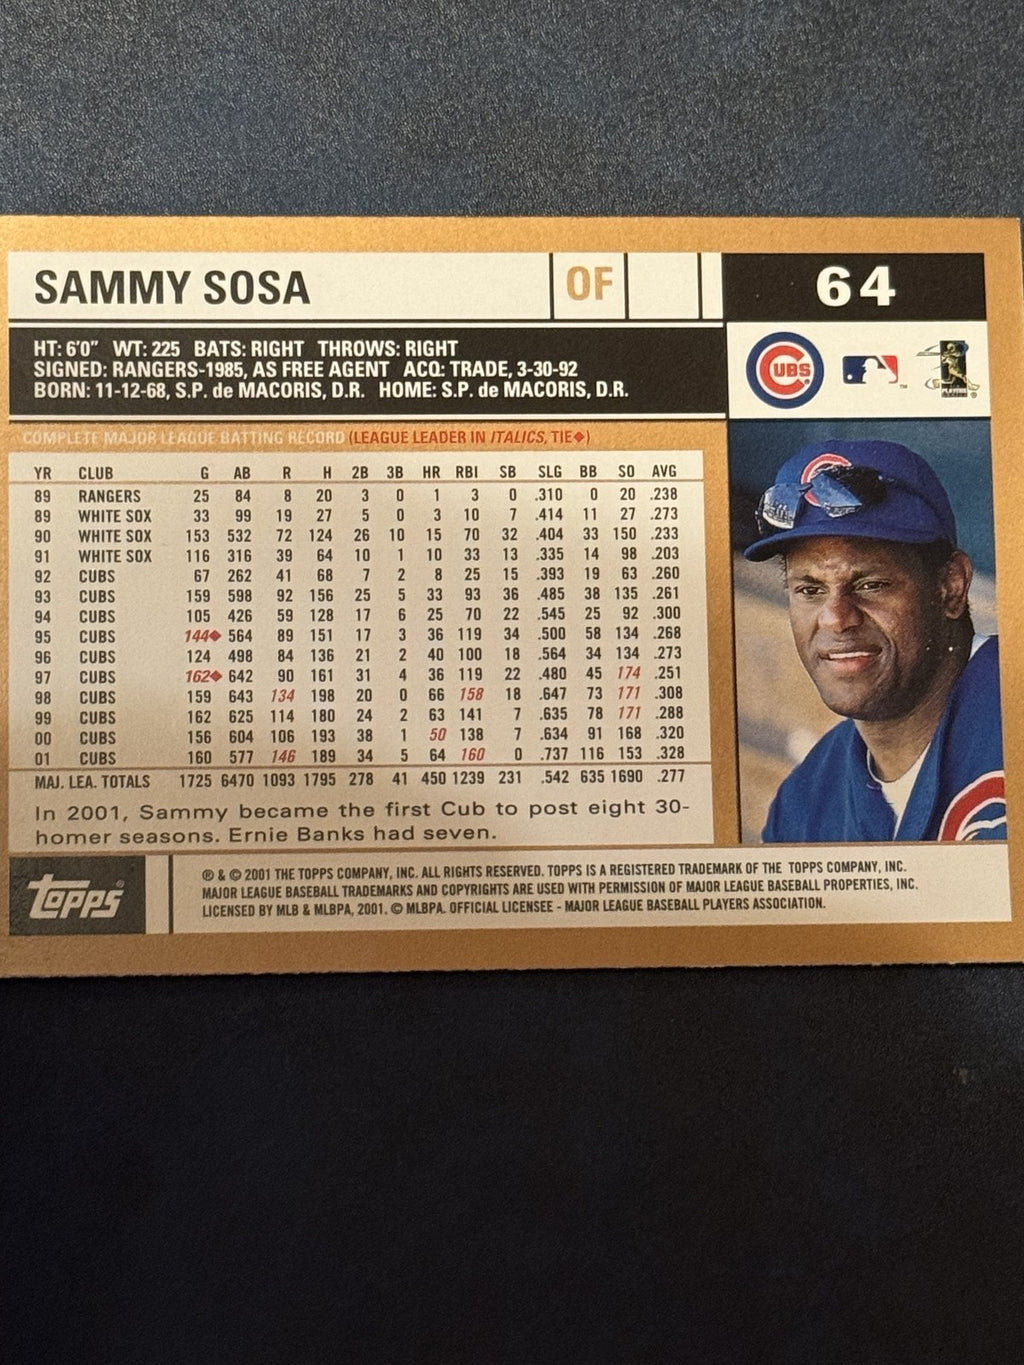 SAMMY SOSA OF 64
HT: 6'0" WT: 225 BATS: RIGHT THROWS: RIGHT
SIGNED: RANGERS-1985, AS FREE AGENT ACQ: TRADE, 3-30-92
BORN: 11-12-68, S.P. de MACORIS, D.R. HOME: S.P. de MACORIS, D.R.
CUBS
COMPLETE MAJOR LEAGUE BATTING RECORD (LEAGUE LEADER IN ITALICS, TIE◆)
YR CLUB G AB R H 2B 3B HR RBI SB SLG BB SO AVG
89 RANGERS 25 84 8 20 3 0 1 3 0 .310 0 20 .238
89 WHITE SOX 33 99 19 27 5 0 3 10 7 .414 11 27 .273
90 WHITE SOX 153 532 72 124 26 10 15 70 32 .404 33 150 .233
91 WHITE SOX 116 316 39 64 10 1 10 33 13 .335 14 98 .203
92 CUBS 67 262 41 68 7 2 8 25 15 .393 19 63 .260
93 CUBS 159 598 92 156 25 5 33 93 36 .485 38 135 .261
94 CUBS 105 426 59 128 17 6 25 70 22 .545 25 92 .300
95 CUBS 144◆ 564 89 151 17 3 36 119 34 .500 58 134 .268
96 CUBS 124 498 84 136 21 2 40 100 18 .564 34 134 .273
97 CUBS 162◆ 642 90 161 31 4 36 119 22 .480 45 174 .251
98 CUBS 159 643 134 198 20 0 66 158 18 .647 73 171 .308
99 CUBS 162 625 114 180 24 2 63 141 7 .635 78 171 .288
00 CUBS 156 604 106 193 38 1 50 138 7 .634 91 168 .320
01 CUBS 160 577 146 189 34 5 64 160 0 .737 116 153 .328
MAJ. LEA. TOTALS 1725 6470 1093 1795 278 41 450 1239 231 .542 635 1690 .277
In 2001, Sammy became the first Cub to post eight 30-
homer seasons. Ernie Banks had seven.
topps®
® & © 2001 THE TOPPS COMPANY, INC. ALL RIGHTS RESERVED. TOPPS IS A REGISTERED TRADEMARK OF THE TOPPS COMPANY, INC.
MAJOR LEAGUE BASEBALL TRADEMARKS AND COPYRIGHTS ARE USED WITH PERMISSION OF MAJOR LEAGUE BASEBALL PROPERTIES, INC.
LICENSED BY MLB & MLBPA, 2001. © MLBPA. OFFICIAL LICENSEE - MAJOR LEAGUE BASEBALL PLAYERS ASSOCIATION.